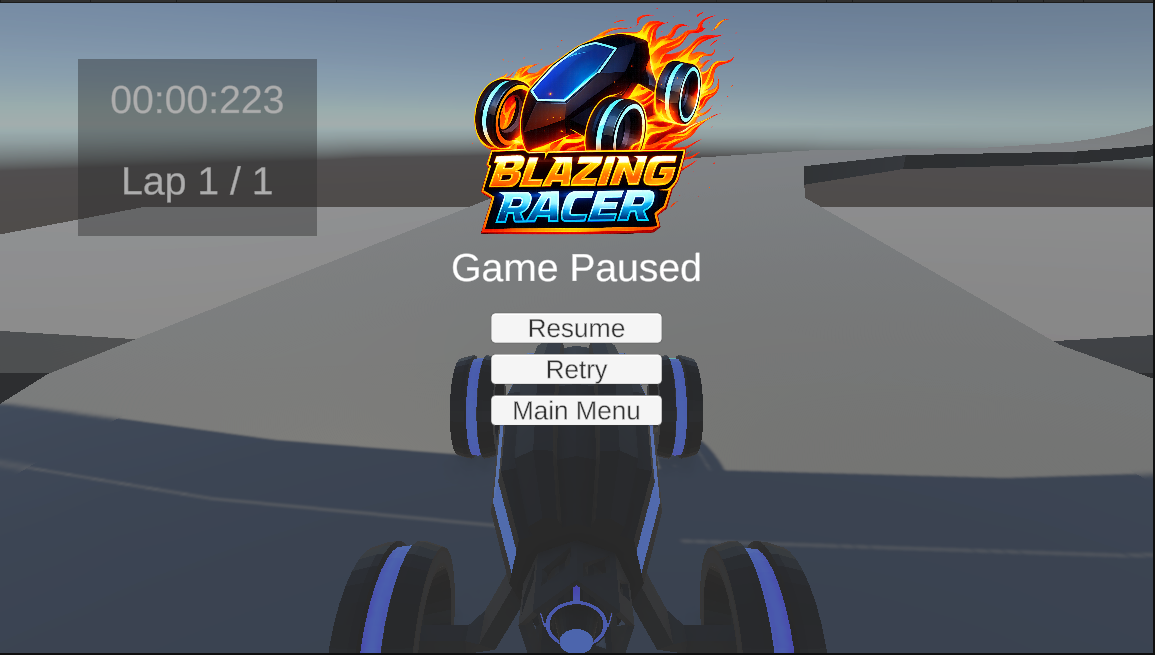 00:00:223
Lap 1 / 1
BLAZING
RACER
Game Paused
Resume
Retry
Main Menu